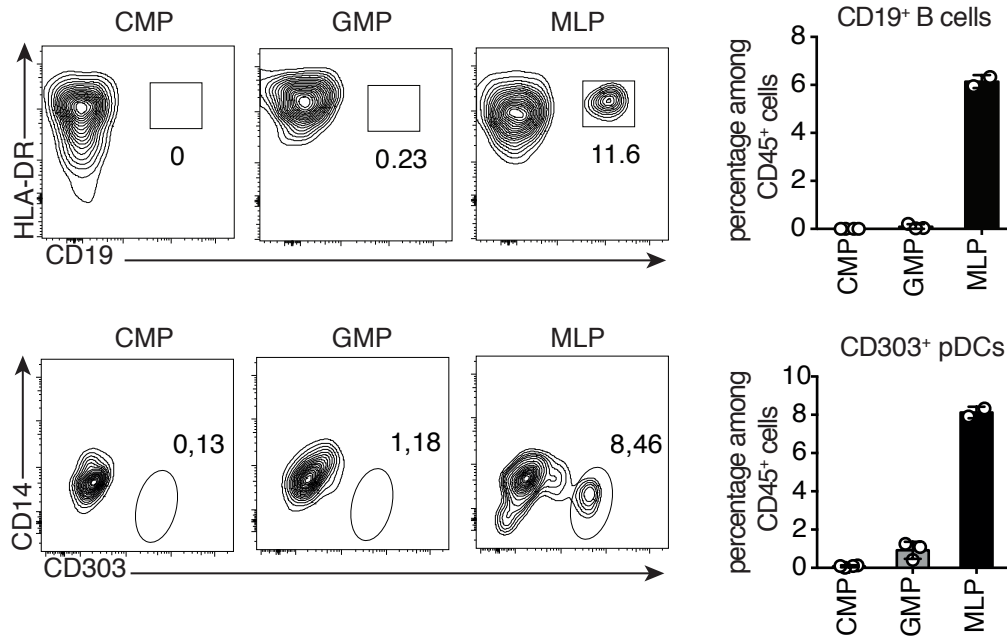 CMP
GMP
MLP
HLA-DR
0
0.23
11.6
CD19
CD19⁺ B cells
percentage among
CD45⁺ cells
8
6
4
2
0
CMP
GMP
MLP
CMP
GMP
MLP
CD14
0,13
1,18
8,46
CD303
CD303⁺ pDCs
percentage among
CD45⁺ cells
10
8
6
4
2
0
CMP
GMP
MLP